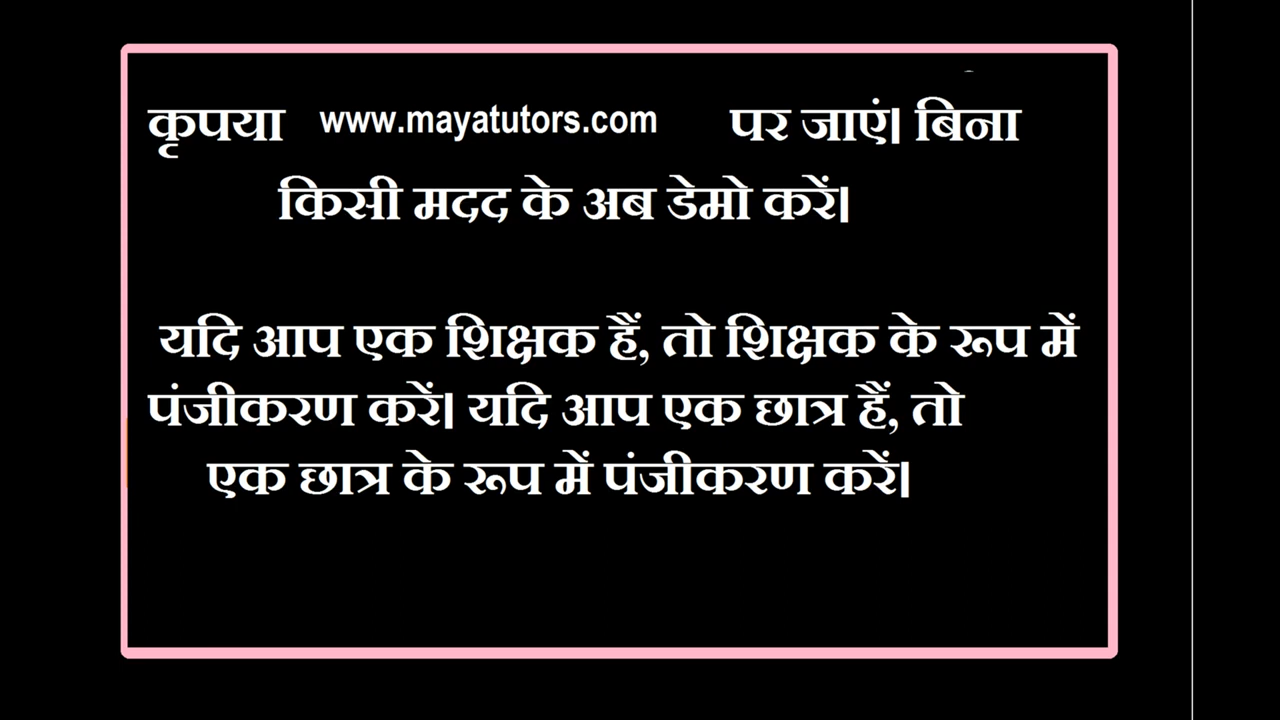 कृपया www.mayatutors.com पर जाएं। बिना
किसी मदद के अब डेमो करें।
यदि आप एक शिक्षक हैं, तो शिक्षक के रूप में
पंजीकरण करें। यदि आप एक छात्र हैं, तो
एक छात्र के रूप में पंजीकरण करें।